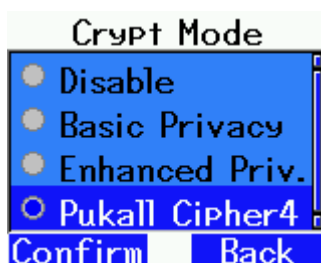 Crypt Mode
Disable
Basic Privacy
Enhanced Priv.
Pukall Cipher4
Confirm Back